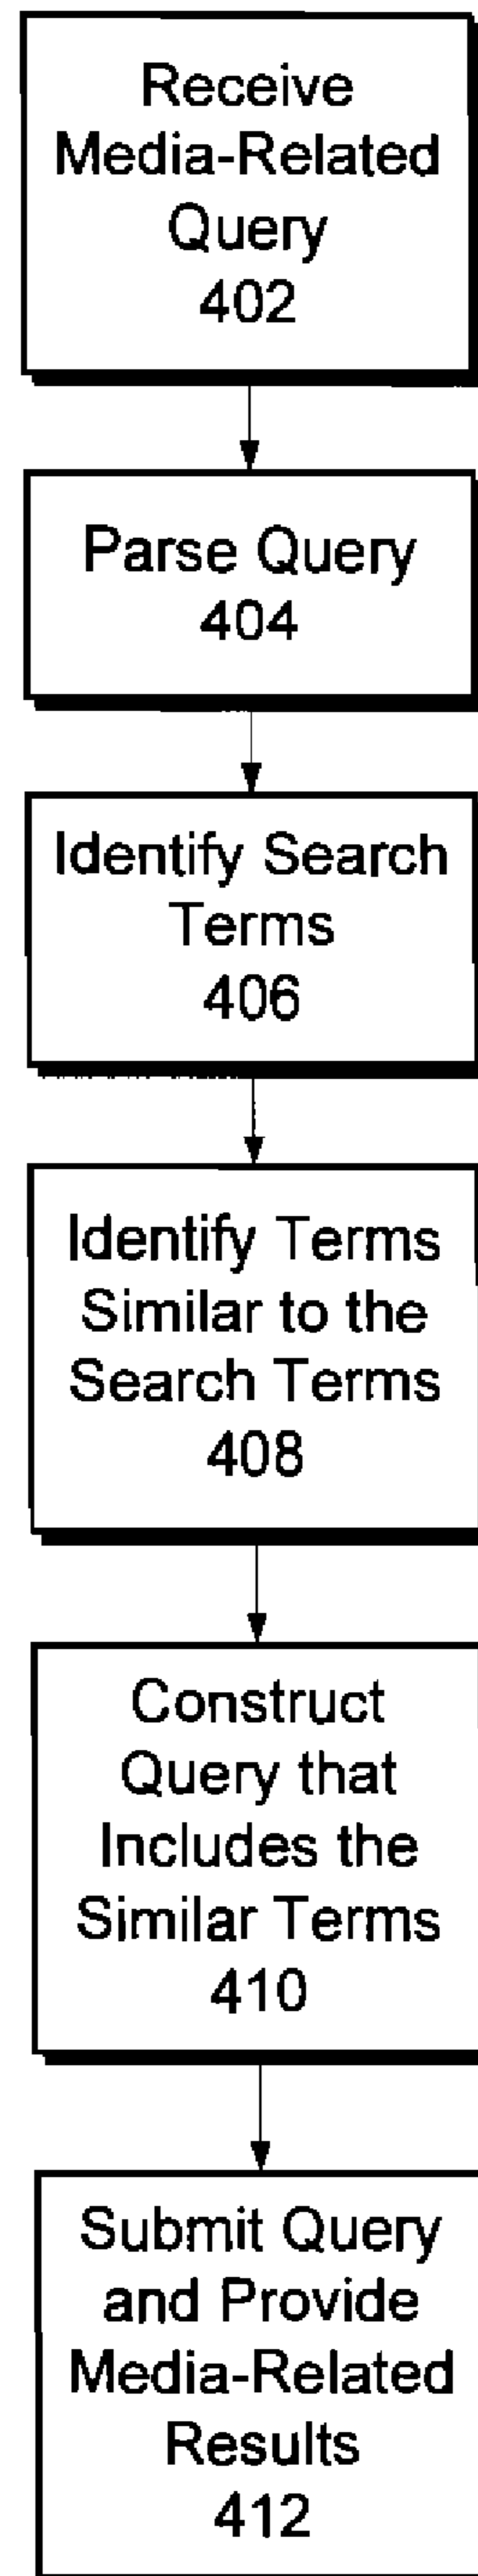 Receive
Media-Related
Query
402
Parse Query
404
Identify Search
Terms
406
Identify Terms
Similar to the
Search Terms
408
Construct
Query that
Includes the
Similar Terms
410
Submit Query
and Provide
Media-Related
Results
412